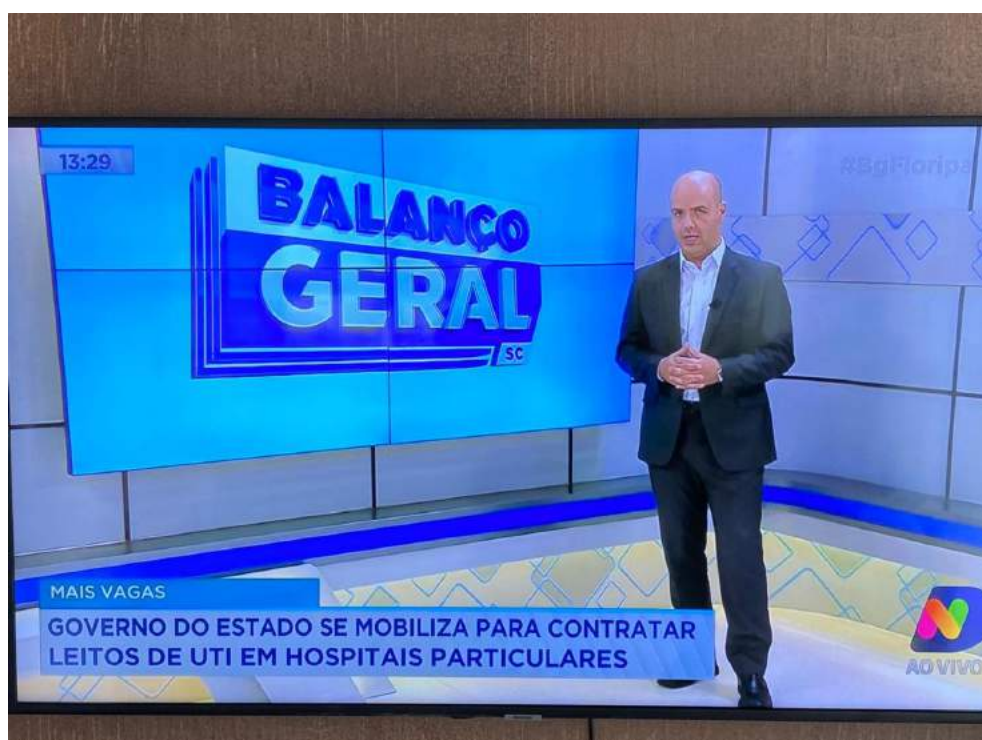 13:29
BALANÇO
GERAL
SC
#BgFloripa
MAIS VAGAS
GOVERNO DO ESTADO SE MOBILIZA PARA CONTRATAR
LEITOS DE UTI EM HOSPITAIS PARTICULARES
AO VIVO